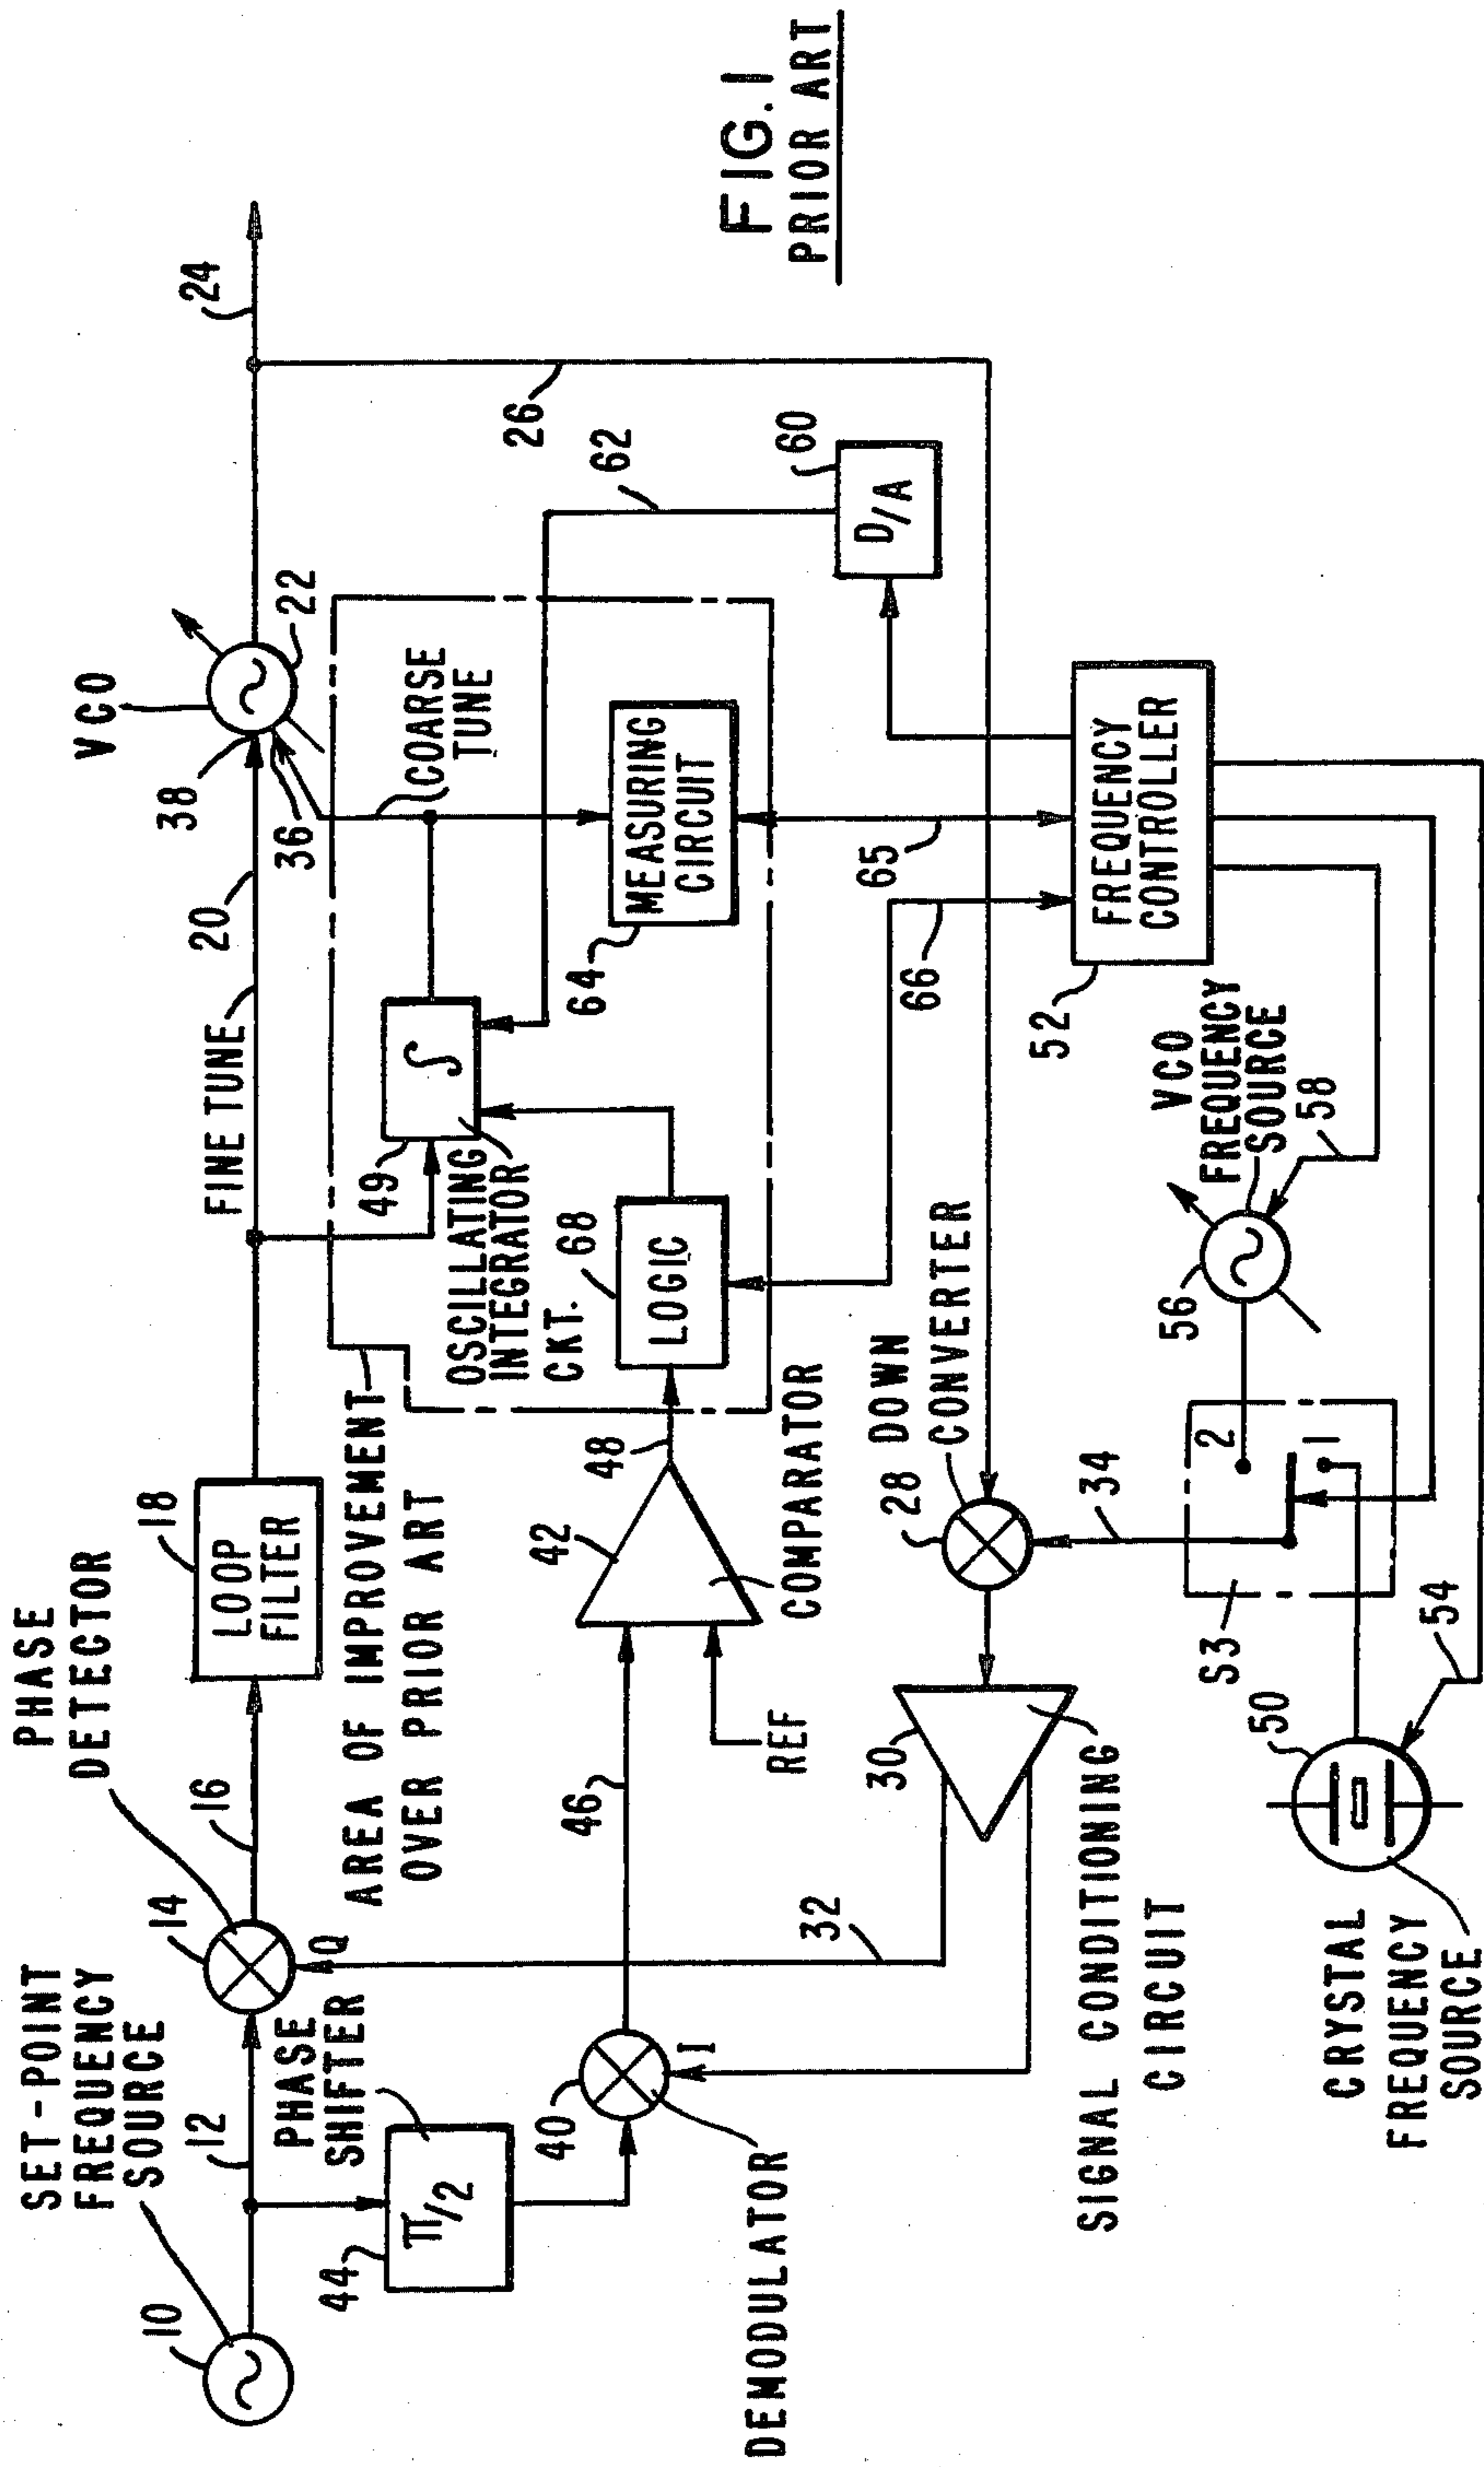 SET-POINT
FREQUENCY
SOURCE
10
12
PHASE
DETECTOR
14
16
18
LOOP
FILTER
FINE TUNE
20
38
36
VCO
22
24
26
44
π/2
PHASE
SHIFTER
Q
AREA OF IMPROVEMENT
OVER PRIOR ART
49
∫
OSCILLATING
INTEGRATOR
CKT.
COARSE
TUNE
62
40
I
DEMODULATOR
46
REF
42
COMPARATOR
48
68
LOGIC
64
MEASURING
CIRCUIT
60
D/A
65
66
32
30
SIGNAL CONDITIONING
CIRCUIT
28
DOWN
CONVERTER
34
52
FREQUENCY
CONTROLLER
VCO
FREQUENCY
SOURCE
56
58
S3
2
1
50
54
CRYSTAL
FREQUENCY
SOURCE
FIG. 1
PRIOR ART